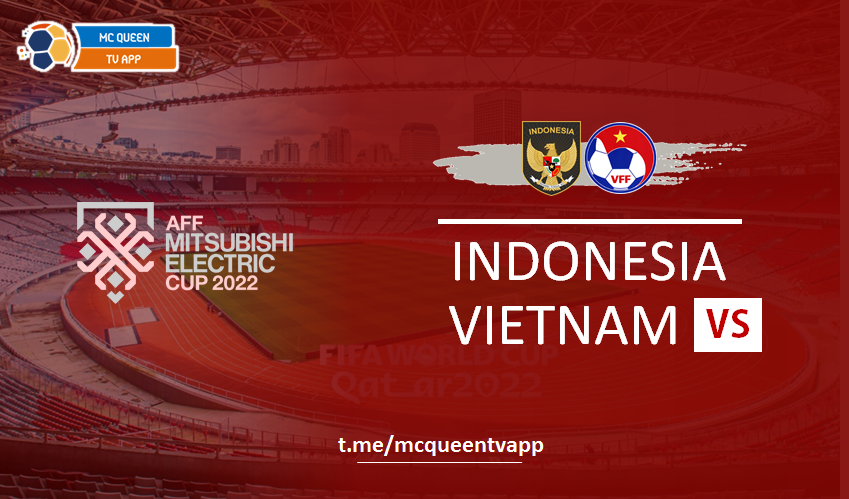 MC QUEEN
TV APP
INDONESIA
VFF
AFF
MITSUBISHI
ELECTRIC
CUP 2022
INDONESIA
VIETNAM VS
FIFA WORLD CUP
Qatar2022
t.me/mcqueentvapp